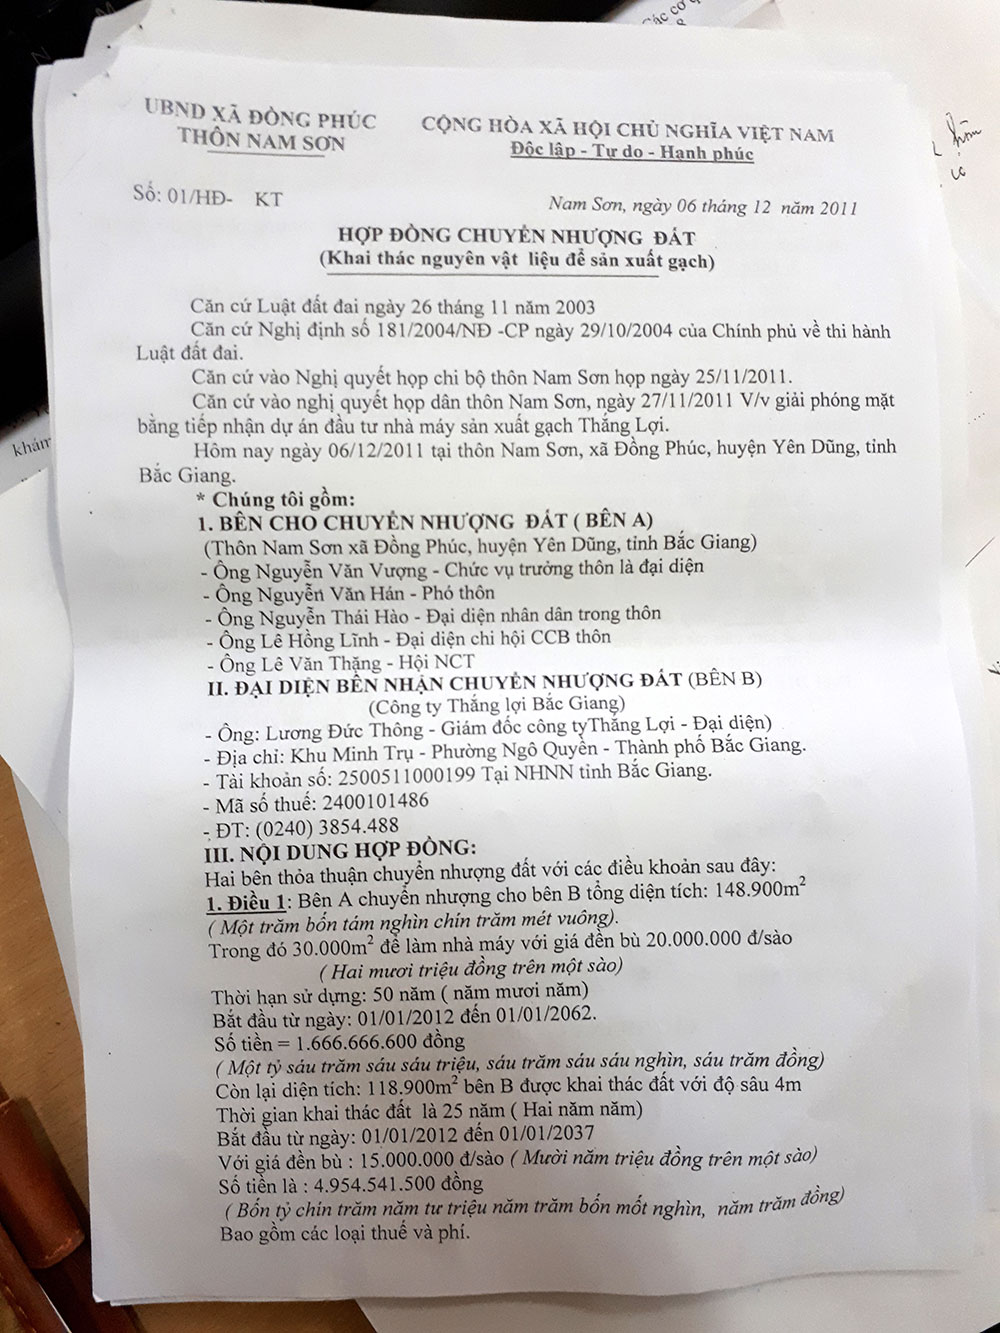 Các cơ
UBND XÃ ĐỒNG PHÚC
THÔN NAM SƠN
CỘNG HÒA XÃ HỘI CHỦ NGHĨA VIỆT NAM
Độc lập - Tự do - Hạnh phúc
Số: 01/HĐ- KT
Nam Sơn, ngày 06 tháng 12 năm 2011
HỢP ĐỒNG CHUYỂN NHƯỢNG ĐẤT
(Khai thác nguyên vật liệu để sản xuất gạch)
Căn cứ Luật đất đai ngày 26 tháng 11 năm 2003
Căn cứ Nghị định số 181/2004/NĐ -CP ngày 29/10/2004 của Chính phủ về thi hành
Luật đất đai.
Căn cứ vào Nghị quyết họp chi bộ thôn Nam Sơn họp ngày 25/11/2011.
Căn cứ vào nghị quyết họp dân thôn Nam Sơn, ngày 27/11/2011 V/v giải phóng mặt
bằng tiếp nhận dự án đầu tư nhà máy sản xuất gạch Thắng Lợi.
khám
Hôm nay ngày 06/12/2011 tại thôn Nam Sơn, xã Đồng Phúc, huyện Yên Dũng, tỉnh
Bắc Giang.
* Chúng tôi gồm:
1. BÊN CHO CHUYỂN NHƯỢNG ĐẤT ( BÊN A)
(Thôn Nam Sơn xã Đồng Phúc, huyện Yên Dũng, tỉnh Bắc Giang)
- Ông Nguyễn Văn Vượng - Chức vụ trưởng thôn là đại diện
- Ông Nguyễn Văn Hán - Phó thôn
- Ông Nguyễn Thái Hào - Đại diện nhân dân trong thôn
- Ông Lê Hồng Lĩnh - Đại diện chi hội CCB thôn
- Ông Lê Văn Thặng - Hội NCT
II. ĐẠI DIỆN BÊN NHẬN CHUYỂN NHƯỢNG ĐẤT (BÊN B)
(Công ty Thắng lợi Bắc Giang)
- Ông: Lương Đức Thông - Giám đốc công tyThắng Lợi - Đại diện)
- Địa chỉ: Khu Minh Trụ - Phường Ngô Quyền - Thành phố Bắc Giang.
- Tài khoản số: 2500511000199 Tại NHNN tỉnh Bắc Giang.
- Mã số thuế: 2400101486
- ĐT: (0240) 3854.488
III. NỘI DUNG HỢP ĐỒNG:
Hai bên thỏa thuận chuyển nhượng đất với các điều khoản sau đây:
1. Điều 1: Bên A chuyển nhượng cho bên B tổng diện tích: 148.900m²
( Một trăm bốn tám nghìn chín trăm mét vuông).
Trong đó 30.000m² để làm nhà máy với giá đền bù 20.000.000 đ/sào
( Hai mươi triệu đồng trên một sào)
Thời hạn sử dụng: 50 năm ( năm mươi năm)
Bắt đầu từ ngày: 01/01/2012 đến 01/01/2062.
Số tiền = 1.666.666.600 đồng
( Một tỷ sáu trăm sáu sáu triệu, sáu trăm sáu sáu nghìn, sáu trăm đồng)
Còn lại diện tích: 118.900m² bên B được khai thác đất với độ sâu 4m
Thời gian khai thác đất là 25 năm ( Hai năm năm)
Bắt đầu từ ngày: 01/01/2012 đến 01/01/2037
Với giá đền bù : 15.000.000 đ/sào ( Mười năm triệu đồng trên một sào)
Số tiền là : 4.954.541.500 đồng
( Bốn tỷ chín trăm năm tư triệu năm trăm bốn mốt nghìn, năm trăm đồng)
Bao gồm các loại thuế và phí.